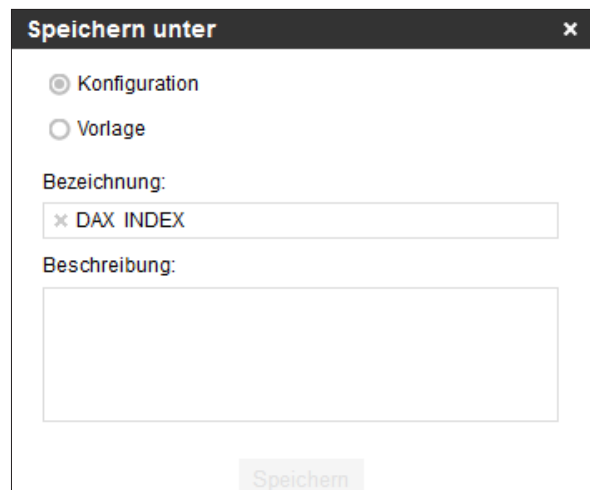 Speichern unter
Konfiguration
Vorlage
Bezeichnung:
DAX INDEX
Beschreibung:
Speichern